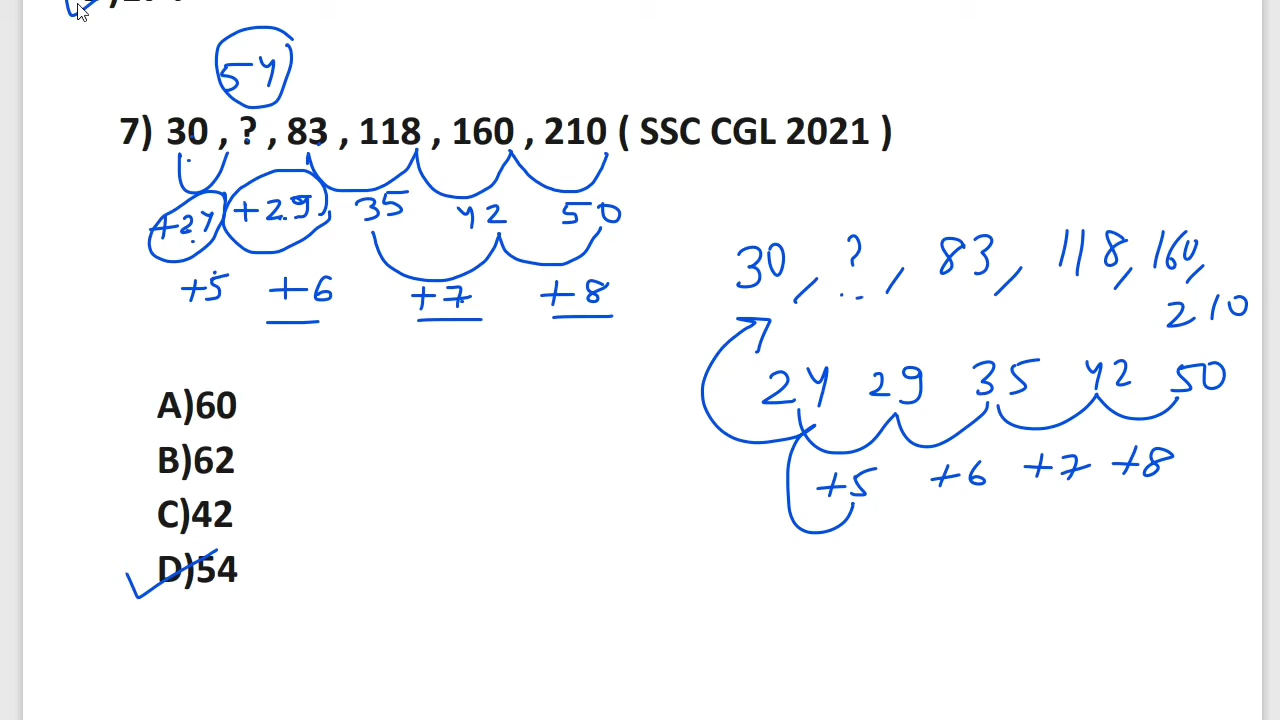 54
7) 30 , ? , 83 , 118 , 160 , 210 ( SSC CGL 2021 )
+24 +29 35 42 50
+5 +6 +7 +8
30, ?, 83, 118, 160,
210
24 29 35 42 50
+5 +6 +7 +8
A)60
B)62
C)42
D)54